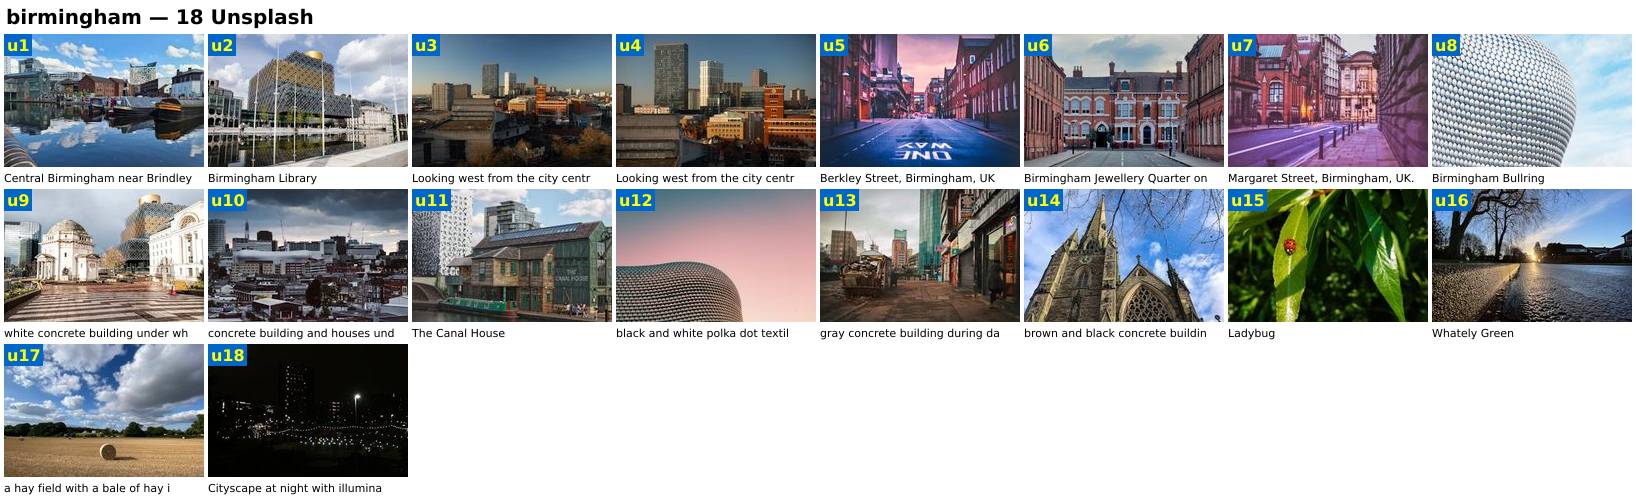 birmingham — 18 Unsplash
u1
u2
u3
u4
u5
u6
u7
u8
ONE
WAY
Central Birmingham near Brindley
Birmingham Library
Looking west from the city centr
Looking west from the city centr
Berkley Street, Birmingham, UK
Birmingham Jewellery Quarter on
Margaret Street, Birmingham, UK.
Birmingham Bullring
u9
u10
u11
u12
u13
u14
u15
u16
CANAL HOUSE
white concrete building under wh
concrete building and houses und
The Canal House
black and white polka dot textil
gray concrete building during da
brown and black concrete buildin
Ladybug
Whately Green
u17
u18
a hay field with a bale of hay i
Cityscape at night with illumina